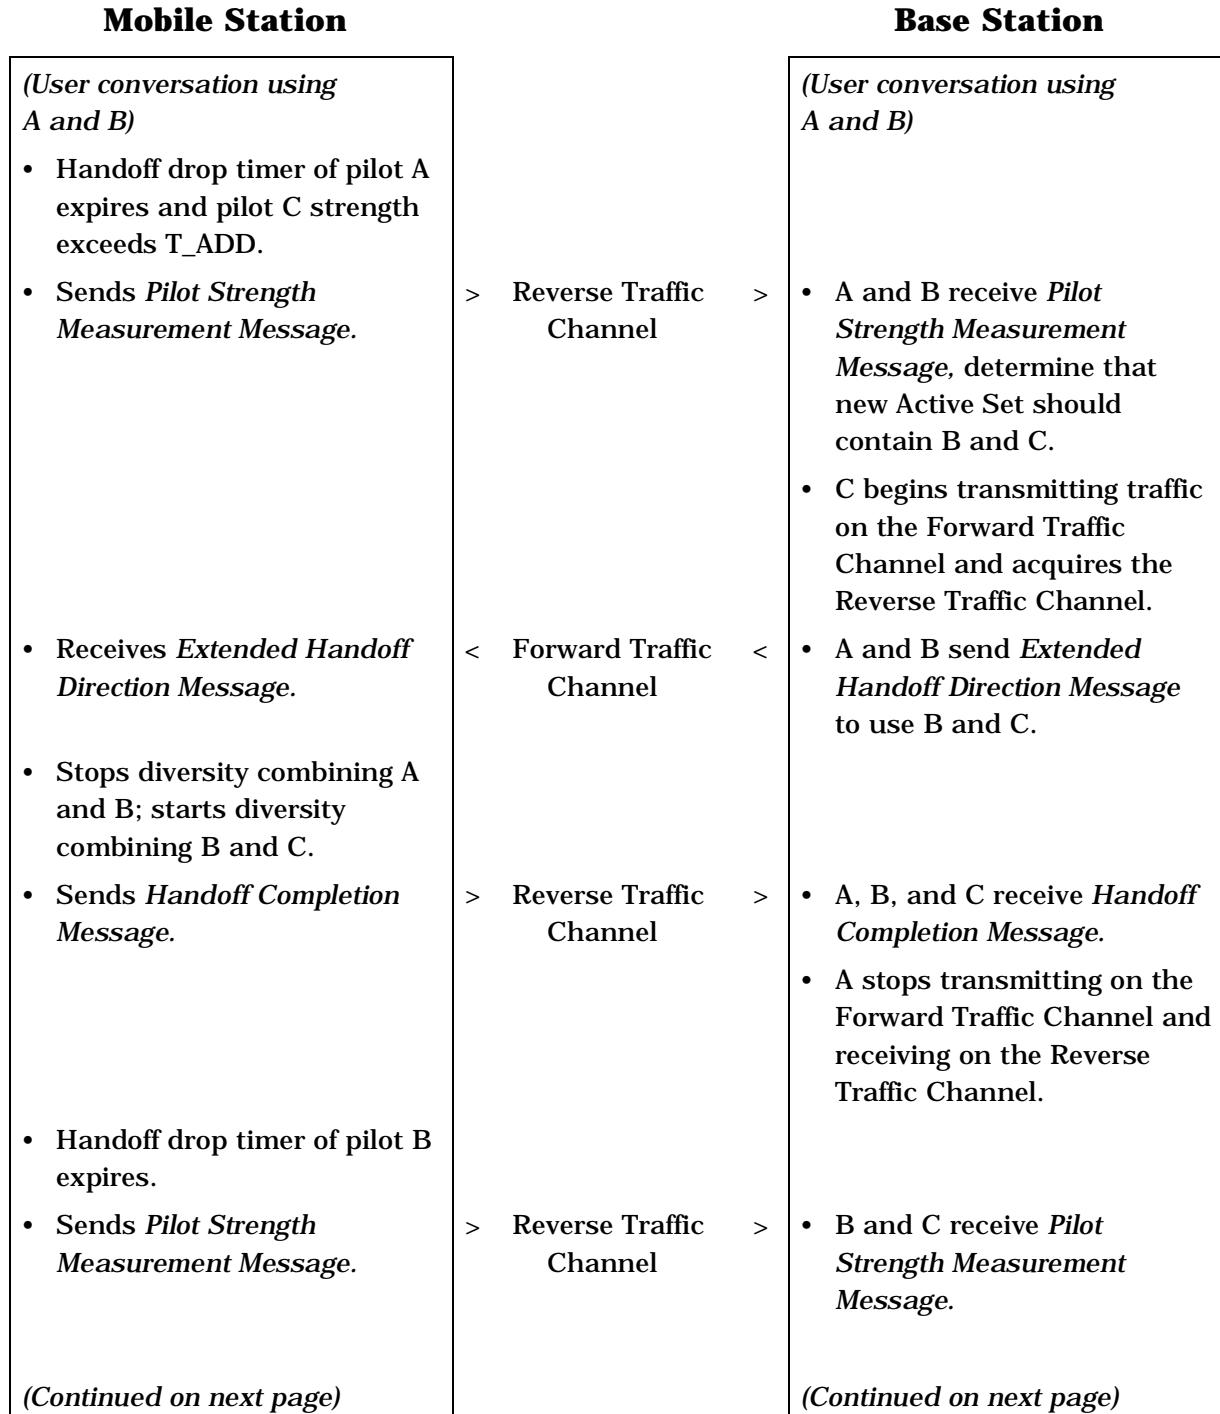 Mobile Station
Base Station
(User conversation using
A and B)
(User conversation using
A and B)
• Handoff drop timer of pilot A
expires and pilot C strength
exceeds T_ADD.
• Sends Pilot Strength
Measurement Message.
> Reverse Traffic >
Channel
• A and B receive Pilot
Strength Measurement
Message, determine that
new Active Set should
contain B and C.
• C begins transmitting traffic
on the Forward Traffic
Channel and acquires the
Reverse Traffic Channel.
• Receives Extended Handoff
Direction Message.
< Forward Traffic <
Channel
• A and B send Extended
Handoff Direction Message
to use B and C.
• Stops diversity combining A
and B; starts diversity
combining B and C.
• Sends Handoff Completion
Message.
> Reverse Traffic >
Channel
• A, B, and C receive Handoff
Completion Message.
• A stops transmitting on the
Forward Traffic Channel and
receiving on the Reverse
Traffic Channel.
• Handoff drop timer of pilot B
expires.
• Sends Pilot Strength
Measurement Message.
> Reverse Traffic >
Channel
• B and C receive Pilot
Strength Measurement
Message.
(Continued on next page)
(Continued on next page)